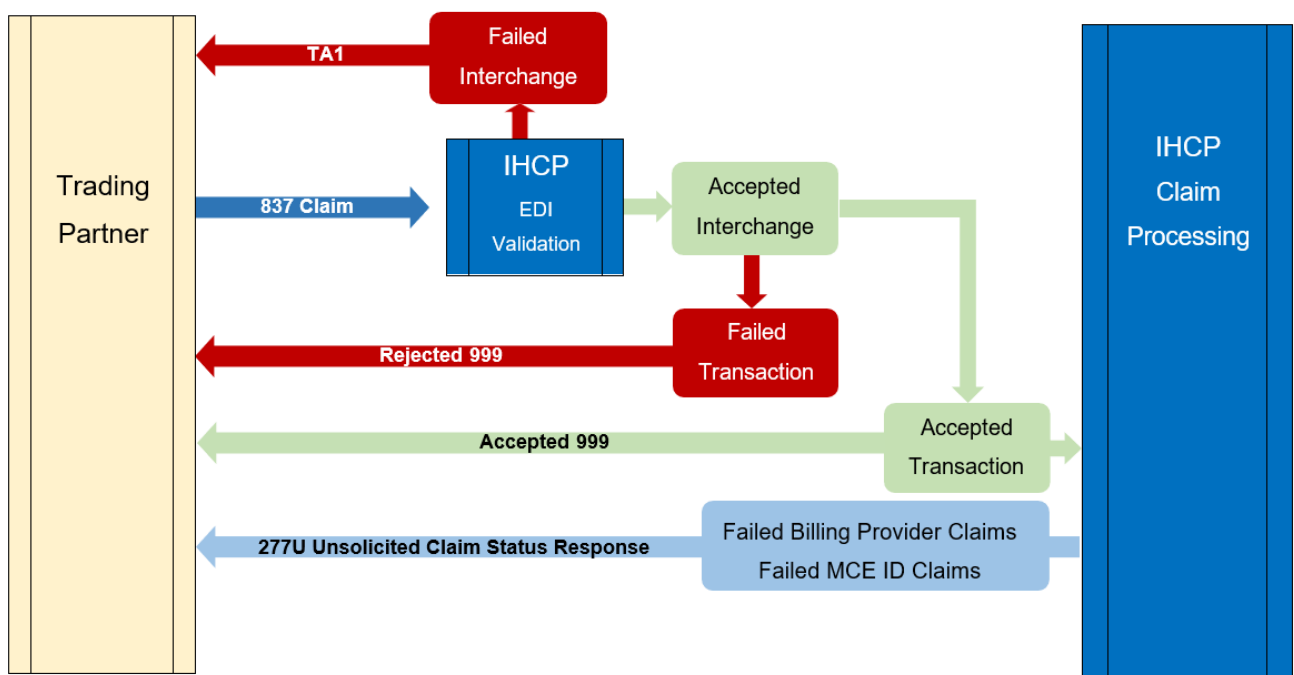 Failed
Interchange
TA1
Trading
Partner
837 Claim
IHCP
EDI
Validation
Accepted
Interchange
IHCP
Claim
Processing
Failed
Transaction
Rejected 999
Accepted
Transaction
Accepted 999
Failed Billing Provider Claims
Failed MCE ID Claims
277U Unsolicited Claim Status Response